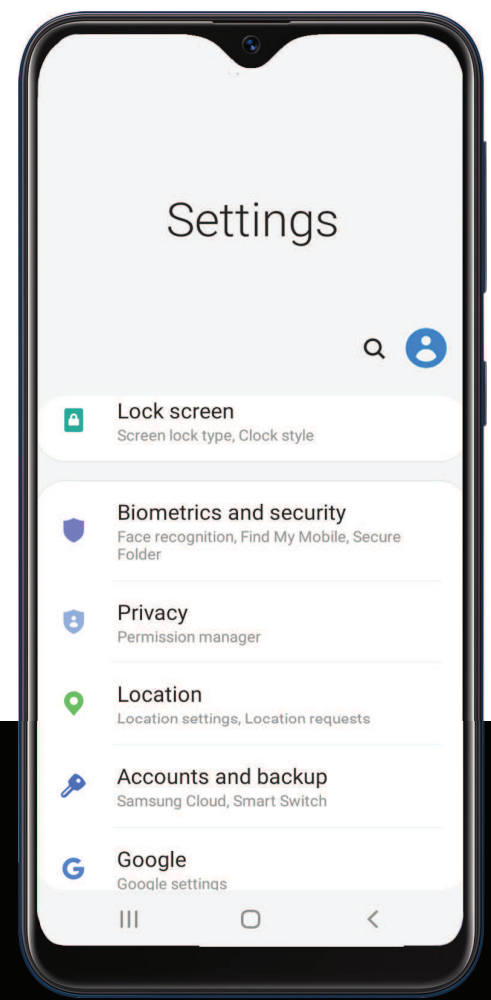 Settings
Lock screen
Screen lock type, Clock style
Biometrics and security
Face recognition, Find My Mobile, Secure
Folder
Privacy
Permission manager
Location
Location settings, Location requests
Accounts and backup
Samsung Cloud, Smart Switch
Google
Google settings